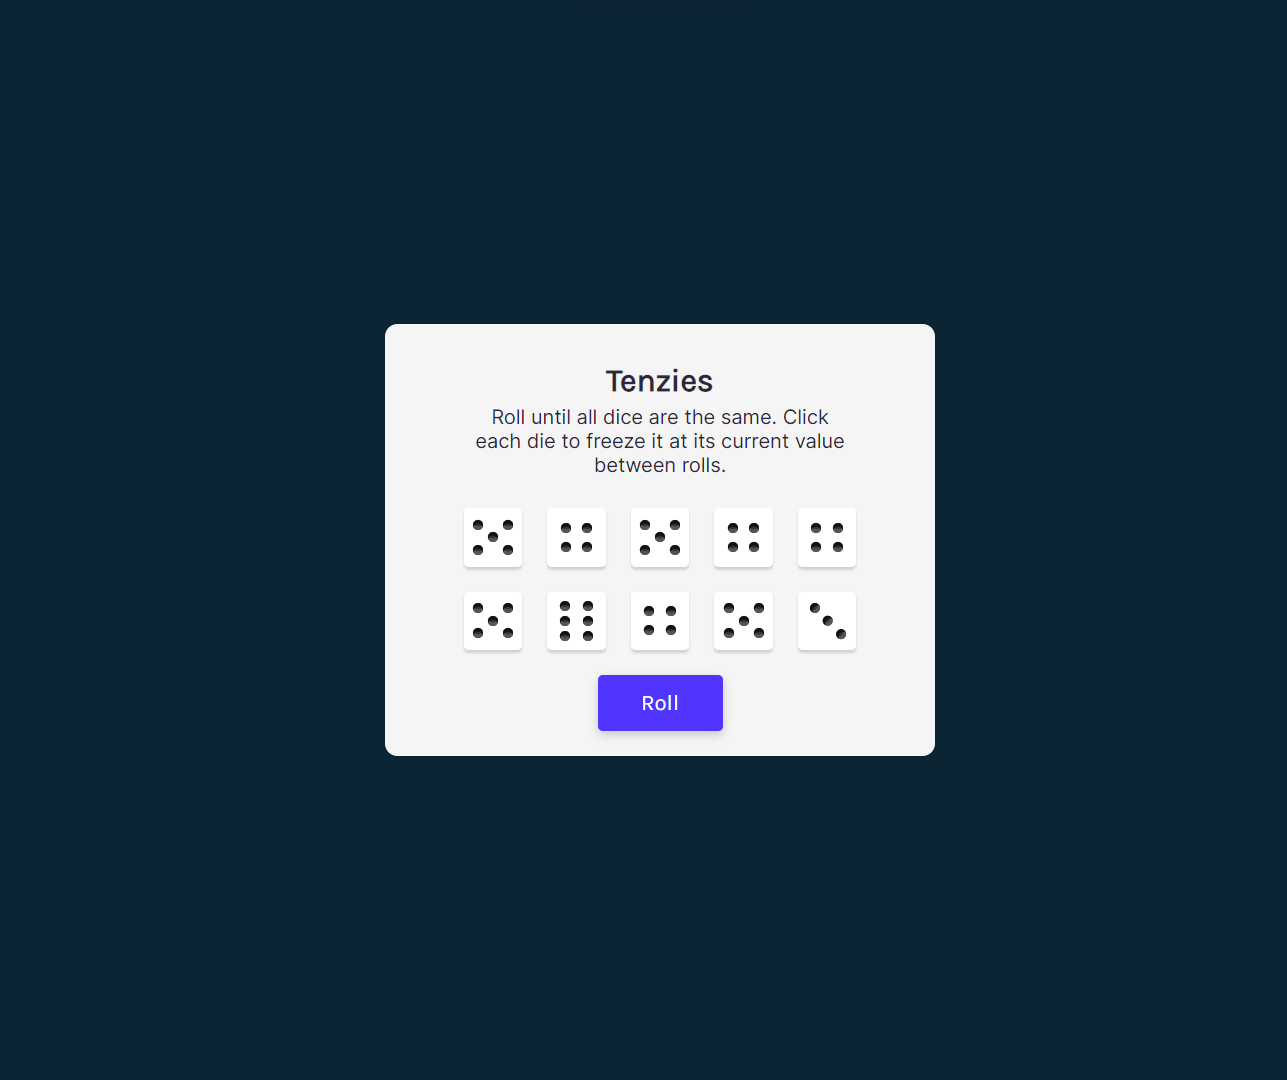 Tenzies
Roll until all dice are the same. Click
each die to freeze it at its current value
between rolls.
Roll